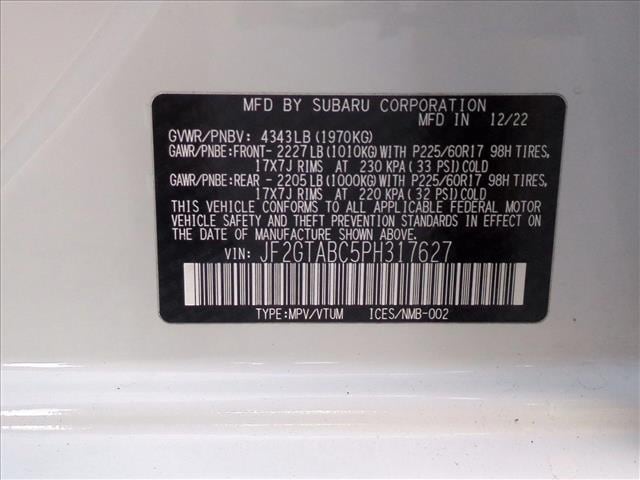 MFD BY SUBARU CORPORATION
MFD IN 12/22
GVWR/PNBV: 4343LB (1970KG)
GAWR/PNBE:FRONT- 2227LB (1010KG) WITH P225/60R17 98H TIRES,
17X7J RIMS AT 230 KPA ( 33 PSI) COLD
GAWR/PNBE:REAR - 2205LB (1000KG) WITH P225/60R17 98H TIRES,
17X7J RIMS AT 220 KPA ( 32 PSI) COLD
THIS VEHICLE CONFORMS TO ALL APPLICABLE FEDERAL MOTOR
VEHICLE SAFETY AND THEFT PREVENTION STANDARDS IN EFFECT
ON THE DATE OF MANUFACTURE SHOWN ABOVE.
VIN: JF2GTABC5PH317627
TYPE:MPV/VTUM ICES/NMB-002